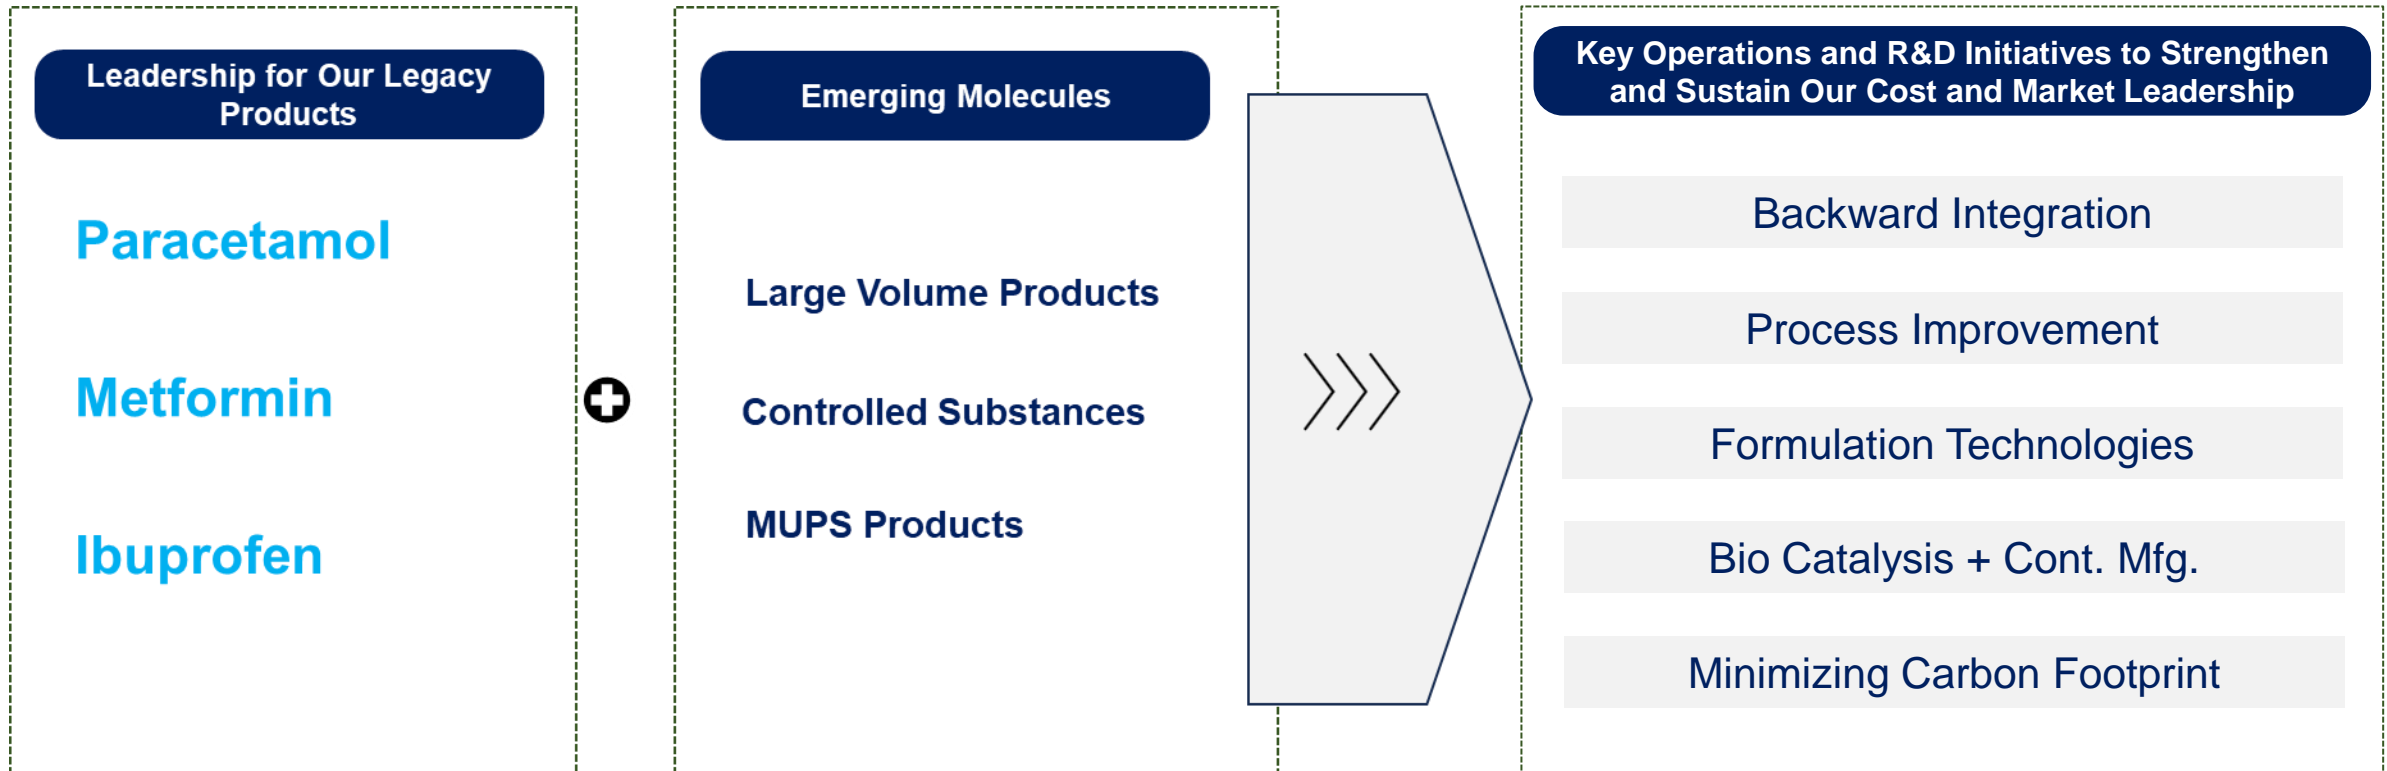 Leadership for Our Legacy
Products
Paracetamol
Metformin
Ibuprofen
Emerging Molecules
Large Volume Products
Controlled Substances
MUPS Products
Key Operations and R&D Initiatives to Strengthen
and Sustain Our Cost and Market Leadership
Backward Integration
Process Improvement
Formulation Technologies
Bio Catalysis + Cont. Mfg.
Minimizing Carbon Footprint